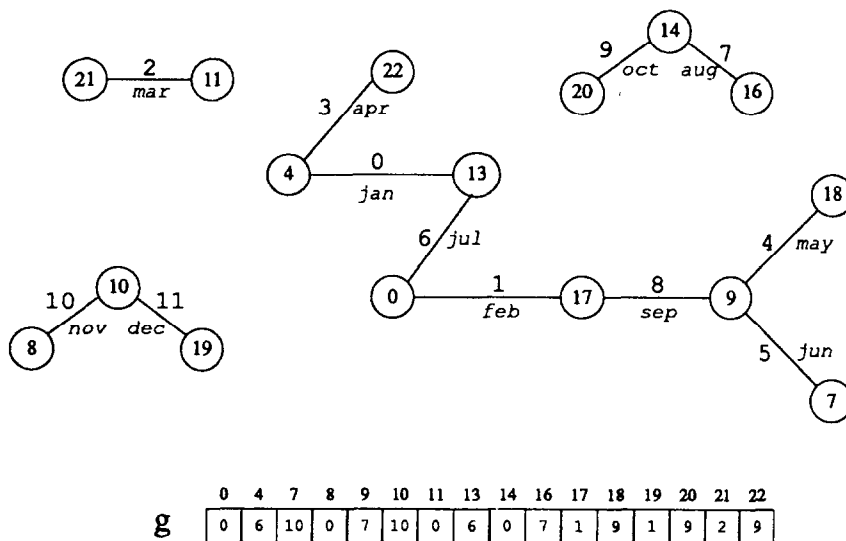 14
9 7
oct aug
20 16
2
21 11
mar
22
3 apr
0
4 13
jan
18
6 jul
4 may
10
10 11
nov dec
8 19
1 8
0 17 9
feb sep
5 jun
7
0 4 7 8 9 10 11 13 14 16 17 18 19 20 21 22
g 0 6 10 0 7 10 0 6 0 7 1 9 1 9 2 9